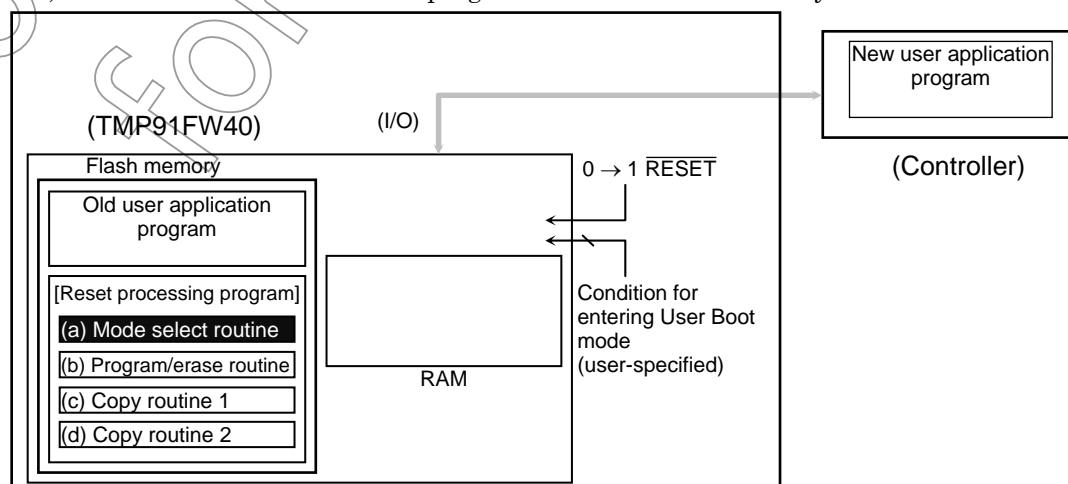 New user application
program
(TMP91FW40)
(I/O)
(Controller)
Flash memory
0 → 1 RESET
Old user application
program
[Reset processing program]
(a) Mode select routine
(b) Program/erase routine
(c) Copy routine 1
(d) Copy routine 2
RAM
Condition for
entering User Boot
mode
(user-specified)